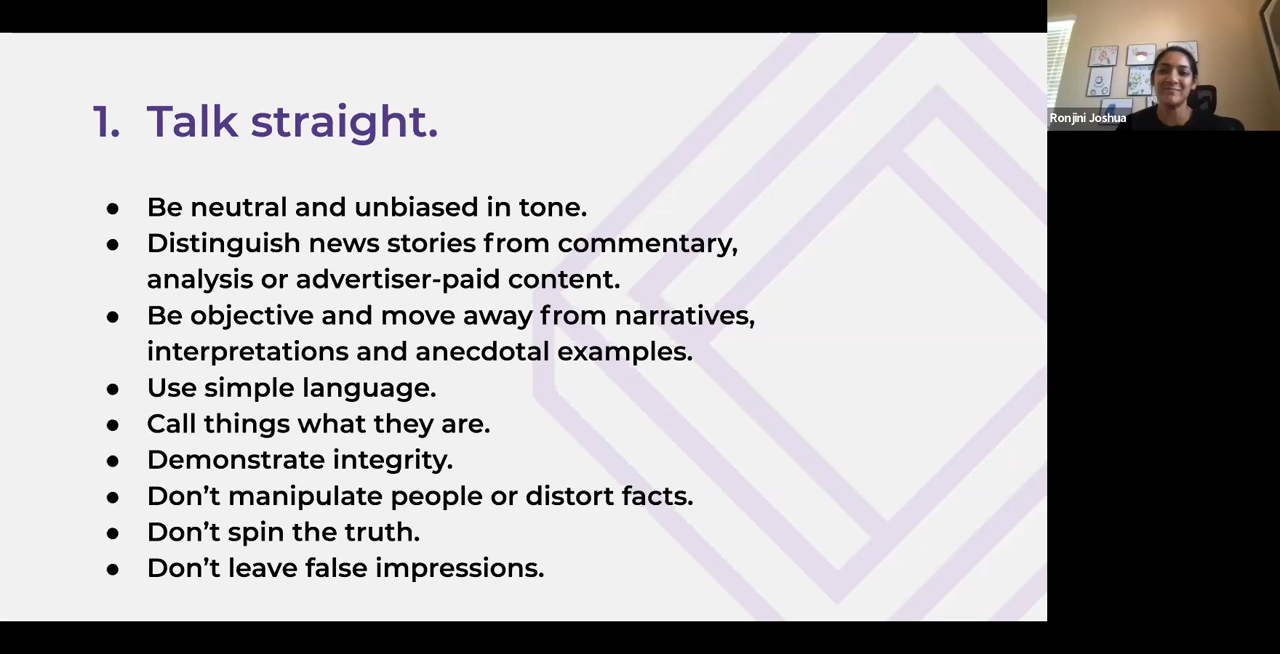 1. Talk straight.
● Be neutral and unbiased in tone.
● Distinguish news stories from commentary,
analysis or advertiser-paid content.
● Be objective and move away from narratives,
interpretations and anecdotal examples.
● Use simple language.
● Call things what they are.
● Demonstrate integrity.
● Don’t manipulate people or distort facts.
● Don’t spin the truth.
● Don’t leave false impressions.
Ronjini Joshua